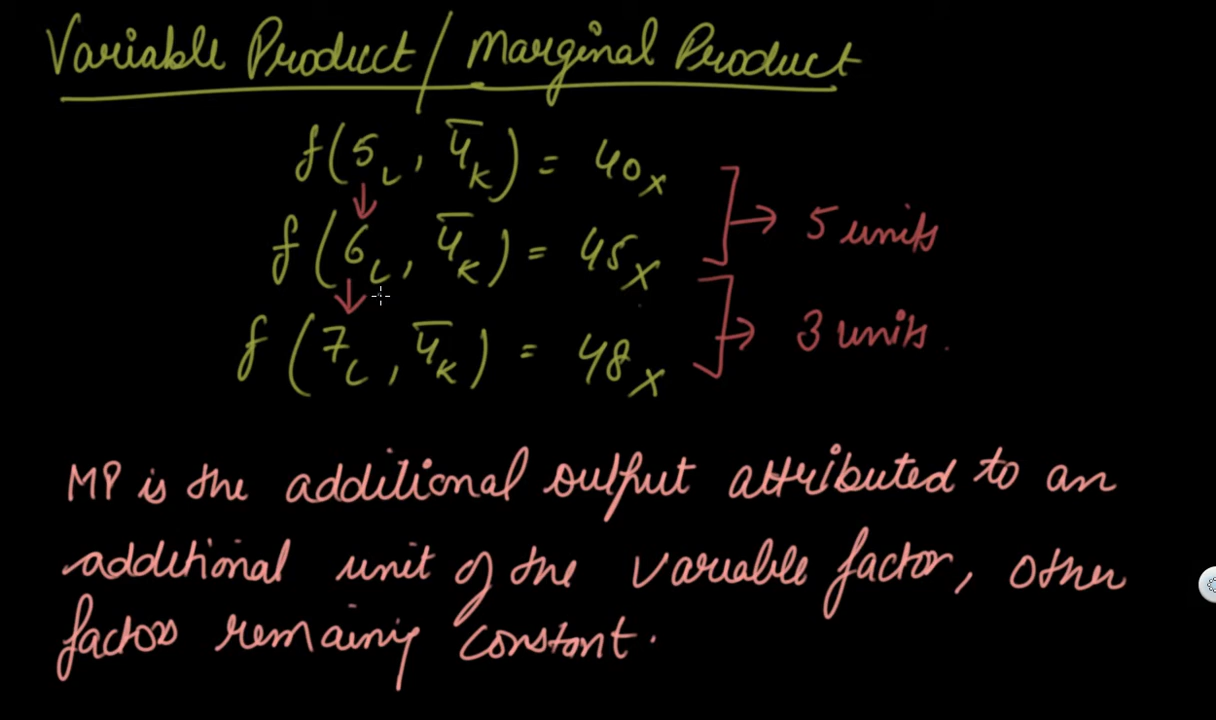 Variable Product / Marginal Product
f(5L, 4̅K) = 40x
f(6L, 4̅K) = 45x
→ 5 units
f(7L, 4̅K) = 48x
→ 3 units.
MP is the additional output attributed to an
additional unit of the variable factor, other
factors remaining constant.